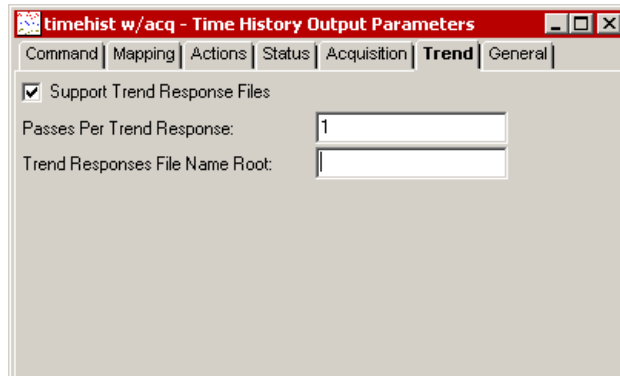 timehist w/acq - Time History Output Parameters
Command Mapping Actions Status Acquisition Trend General
Support Trend Response Files
Passes Per Trend Response: 1
Trend Responses File Name Root: